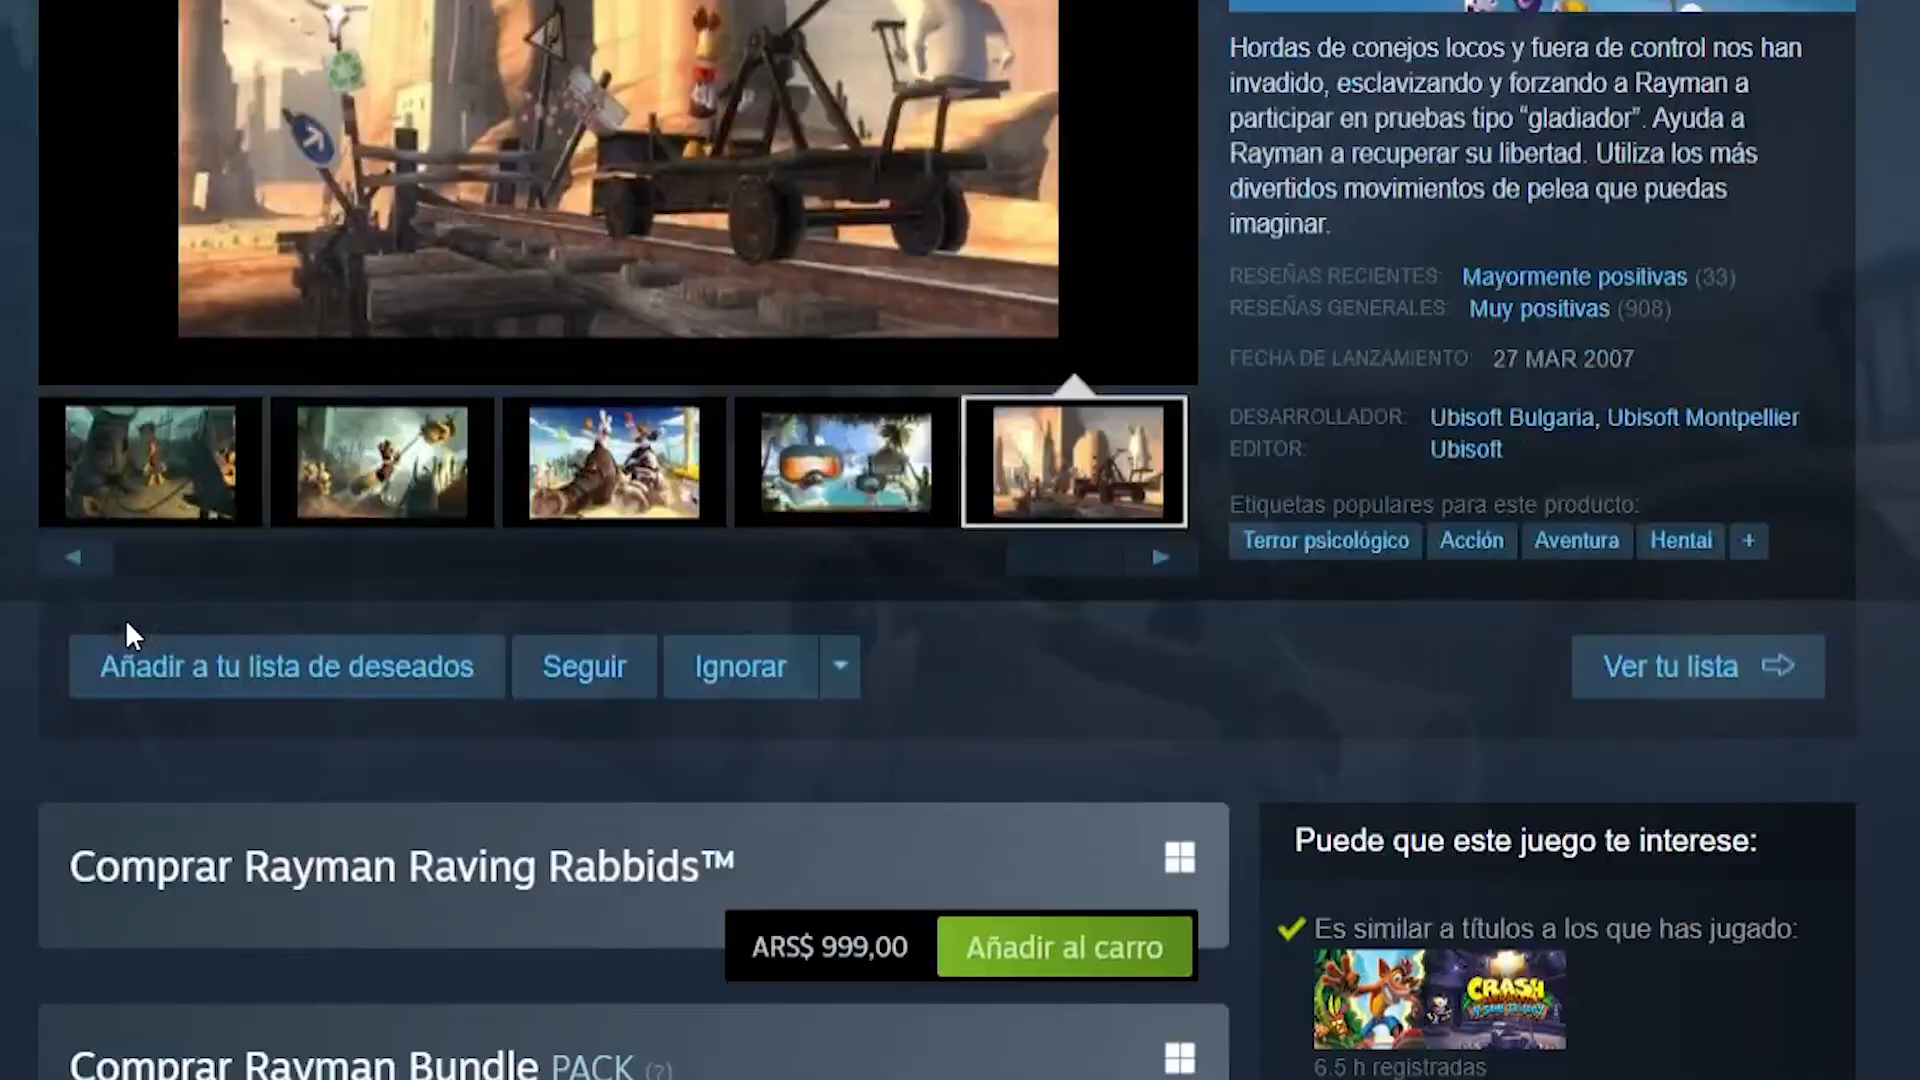 Hordas de conejos locos y fuera de control nos han
invadido, esclavizando y forzando a Rayman a
participar en pruebas tipo “gladiador”. Ayuda a
Rayman a recuperar su libertad. Utiliza los más
divertidos movimientos de pelea que puedas
imaginar.
RESEÑAS RECIENTES: Mayormente positivas (33)
RESEÑAS GENERALES: Muy positivas (908)
FECHA DE LANZAMIENTO: 27 MAR 2007
DESARROLLADOR: Ubisoft Bulgaria, Ubisoft Montpellier
EDITOR: Ubisoft
Etiquetas populares para este producto:
Terror psicológico Acción Aventura Hentai +
Añadir a tu lista de deseados Seguir Ignorar Ver tu lista
Comprar Rayman Raving Rabbids™
ARS$ 999,00 Añadir al carro
Comprar Rayman Bundle PACK (?)
Puede que este juego te interese:
Es similar a títulos a los que has jugado:
CRASH
6.5 h registradas